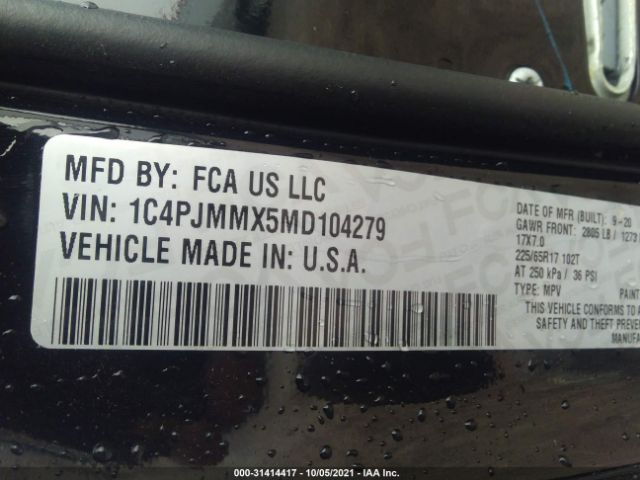 MFD BY: FCA US LLC
VIN: 1C4PJMMX5MD104279
VEHICLE MADE IN: U.S.A.
DATE OF MFR (BUILT): 9-20
GAWR FRONT: 2805 LB / 1273
17X7.0
225/65R17 102T
AT 250 kPa / 36 PSI
TYPE: MPV PAINT
THIS VEHICLE CONFORMS TO A
SAFETY AND THEFT PREVE
MANUFA
000-31414417 - 10/05/2021 - IAA Inc.